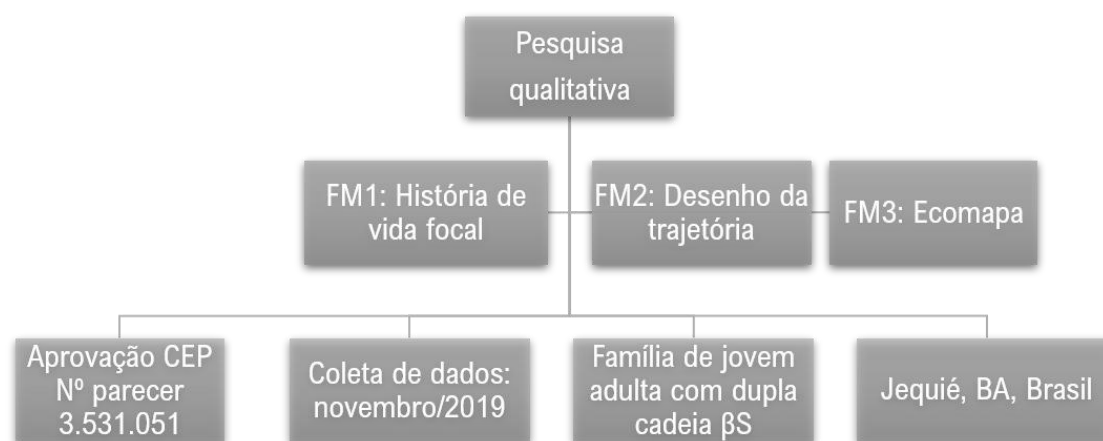 Pesquisa
qualitativa
FM1: História de
vida focal
FM2: Desenho da
trajetória
FM3: Ecomapa
Aprovação CEP
Nº parecer
3.531.051
Coleta de dados:
novembro/2019
Família de jovem
adulta com dupla
cadeia βS
Jequié, BA, Brasil